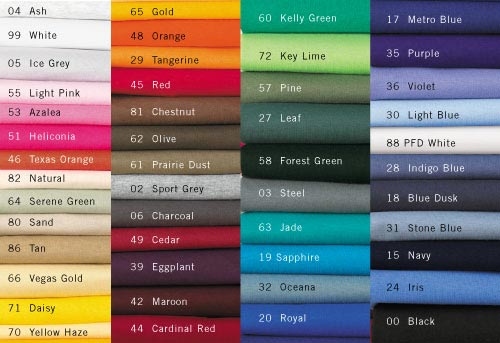 04 Ash
99 White
05 Ice Grey
55 Light Pink
53 Azalea
51 Heliconia
46 Texas Orange
82 Natural
64 Serene Green
80 Sand
86 Tan
66 Vegas Gold
71 Daisy
70 Yellow Haze
65 Gold
48 Orange
29 Tangerine
45 Red
81 Chestnut
62 Olive
61 Prairie Dust
02 Sport Grey
06 Charcoal
49 Cedar
39 Eggplant
42 Maroon
44 Cardinal Red
60 Kelly Green
72 Key Lime
57 Pine
27 Leaf
58 Forest Green
03 Steel
63 Jade
19 Sapphire
32 Oceana
20 Royal
17 Metro Blue
35 Purple
36 Violet
30 Light Blue
88 PFD White
28 Indigo Blue
18 Blue Dusk
31 Stone Blue
15 Navy
24 Iris
00 Black